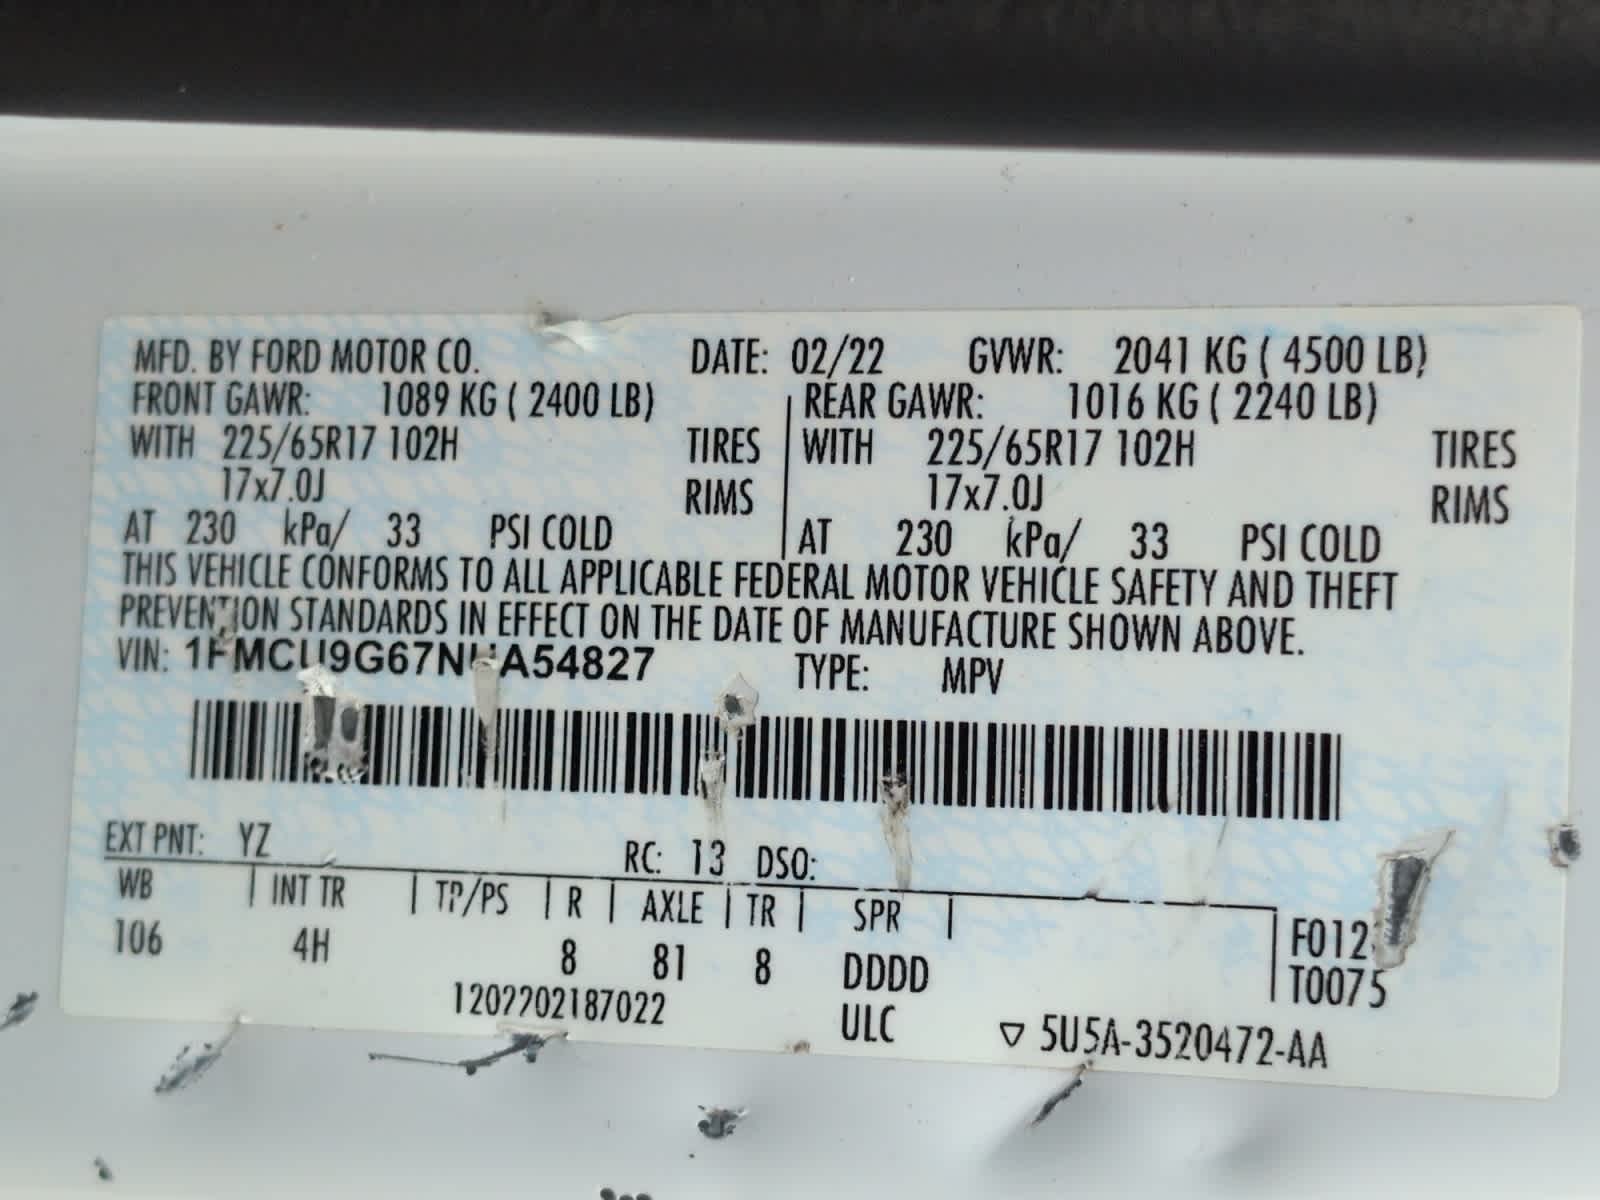 MFD. BY FORD MOTOR CO. DATE: 02/22 GVWR: 2041 KG ( 4500 LB)
FRONT GAWR: 1089 KG ( 2400 LB) REAR GAWR: 1016 KG ( 2240 LB)
WITH 225/65R17 102H TIRES WITH 225/65R17 102H TIRES
17x7.0J RIMS 17x7.0J RIMS
AT 230 kPa/ 33 PSI COLD AT 230 kPa/ 33 PSI COLD
THIS VEHICLE CONFORMS TO ALL APPLICABLE FEDERAL MOTOR VEHICLE SAFETY AND THEFT
PREVENTION STANDARDS IN EFFECT ON THE DATE OF MANUFACTURE SHOWN ABOVE.
VIN: 1FMCU9G67NUA54827 TYPE: MPV
EXT PNT: YZ RC: 13 DSO:
WB INT TR TP/PS R AXLE TR SPR
106 4H 8 81 8 DDDD
T0075
1202202187022 ULC ▽ 5U5A-3520472-AA